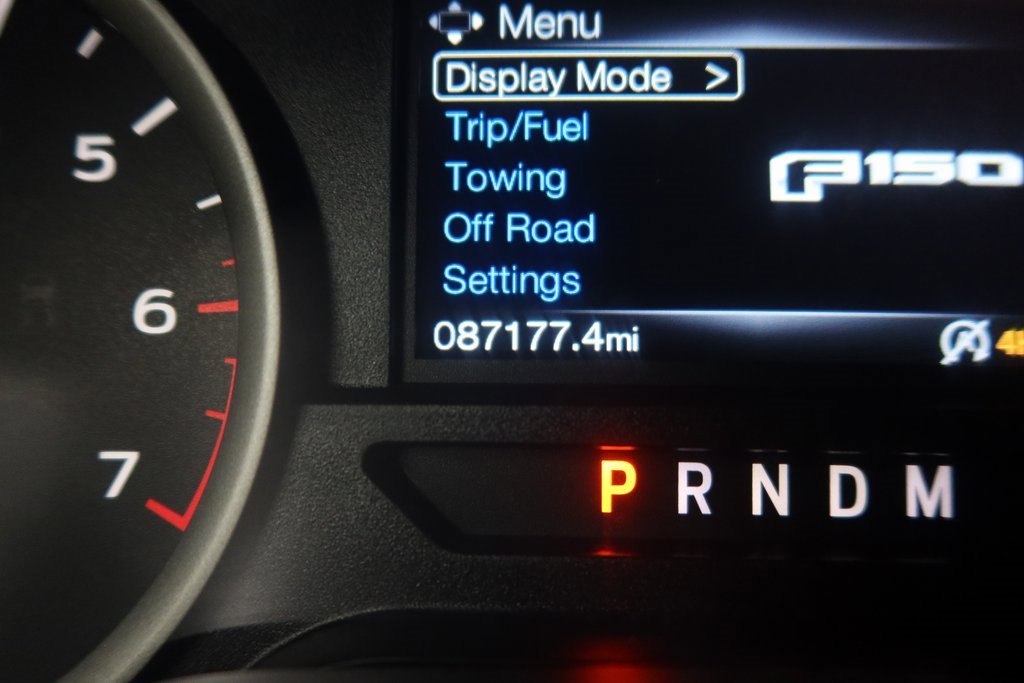 Menu
Display Mode >
Trip/Fuel
Towing
F150
Off Road
Settings
087177.4mi
5
6
7
P R N D M